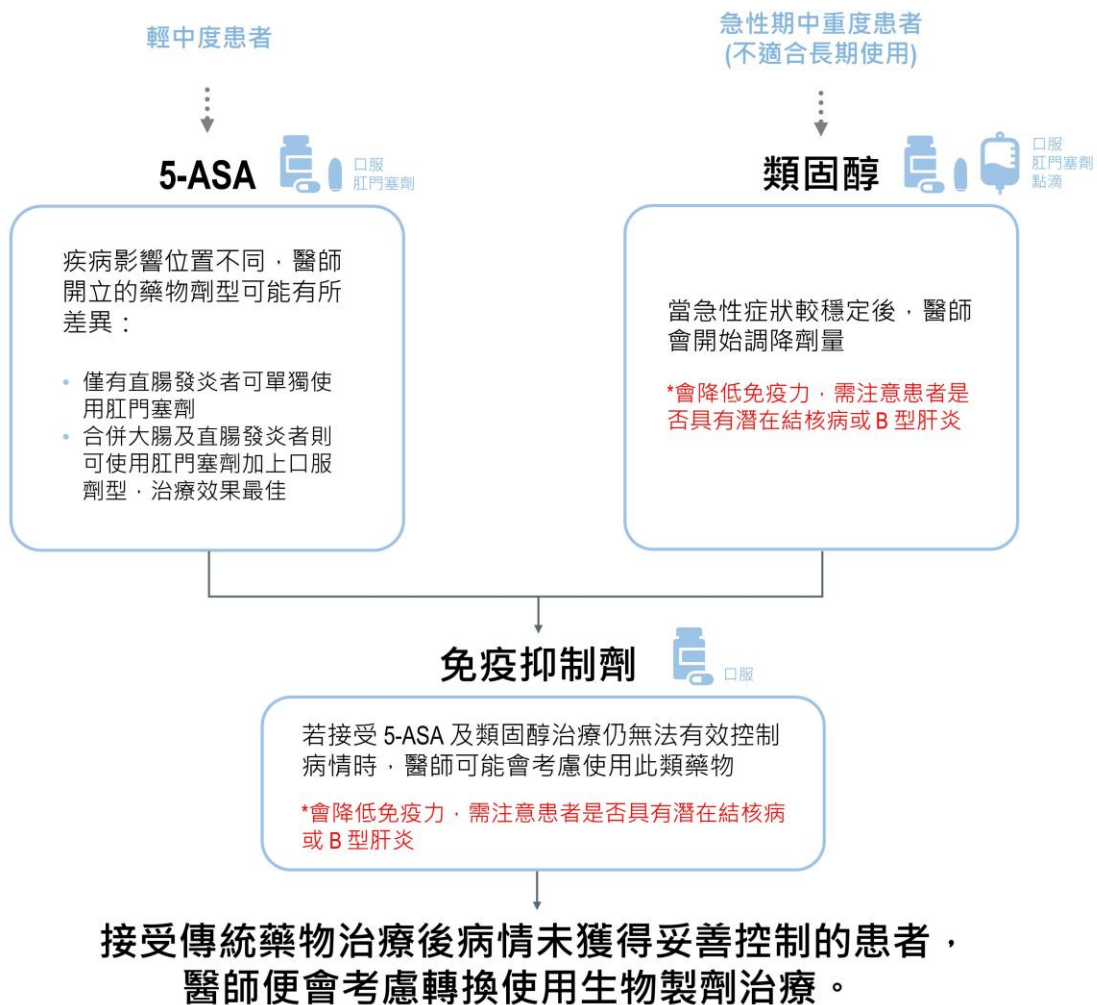 輕中度患者
5-ASA
口服
肛門塞劑
疾病影響位置不同，醫師
開立的藥物劑型可能有所
差異：
• 僅有直腸發炎者可單獨使
用肛門塞劑
• 合併大腸及直腸發炎者則
可使用肛門塞劑加上口服
劑型，治療效果最佳
急性期中重度患者
(不適合長期使用)
類固醇
口服
肛門塞劑
點滴
當急性症狀較穩定後，醫師
會開始調降劑量
*會降低免疫力，需注意患者是
否具有潛在結核病或 B 型肝炎
免疫抑制劑
口服
若接受 5-ASA 及類固醇治療仍無法有效控制
病情時，醫師可能會考慮使用此類藥物
*會降低免疫力，需注意患者是否具有潛在結核病
或 B 型肝炎
接受傳統藥物治療後病情未獲得妥善控制的患者，
醫師便會考慮轉換使用生物製劑治療。